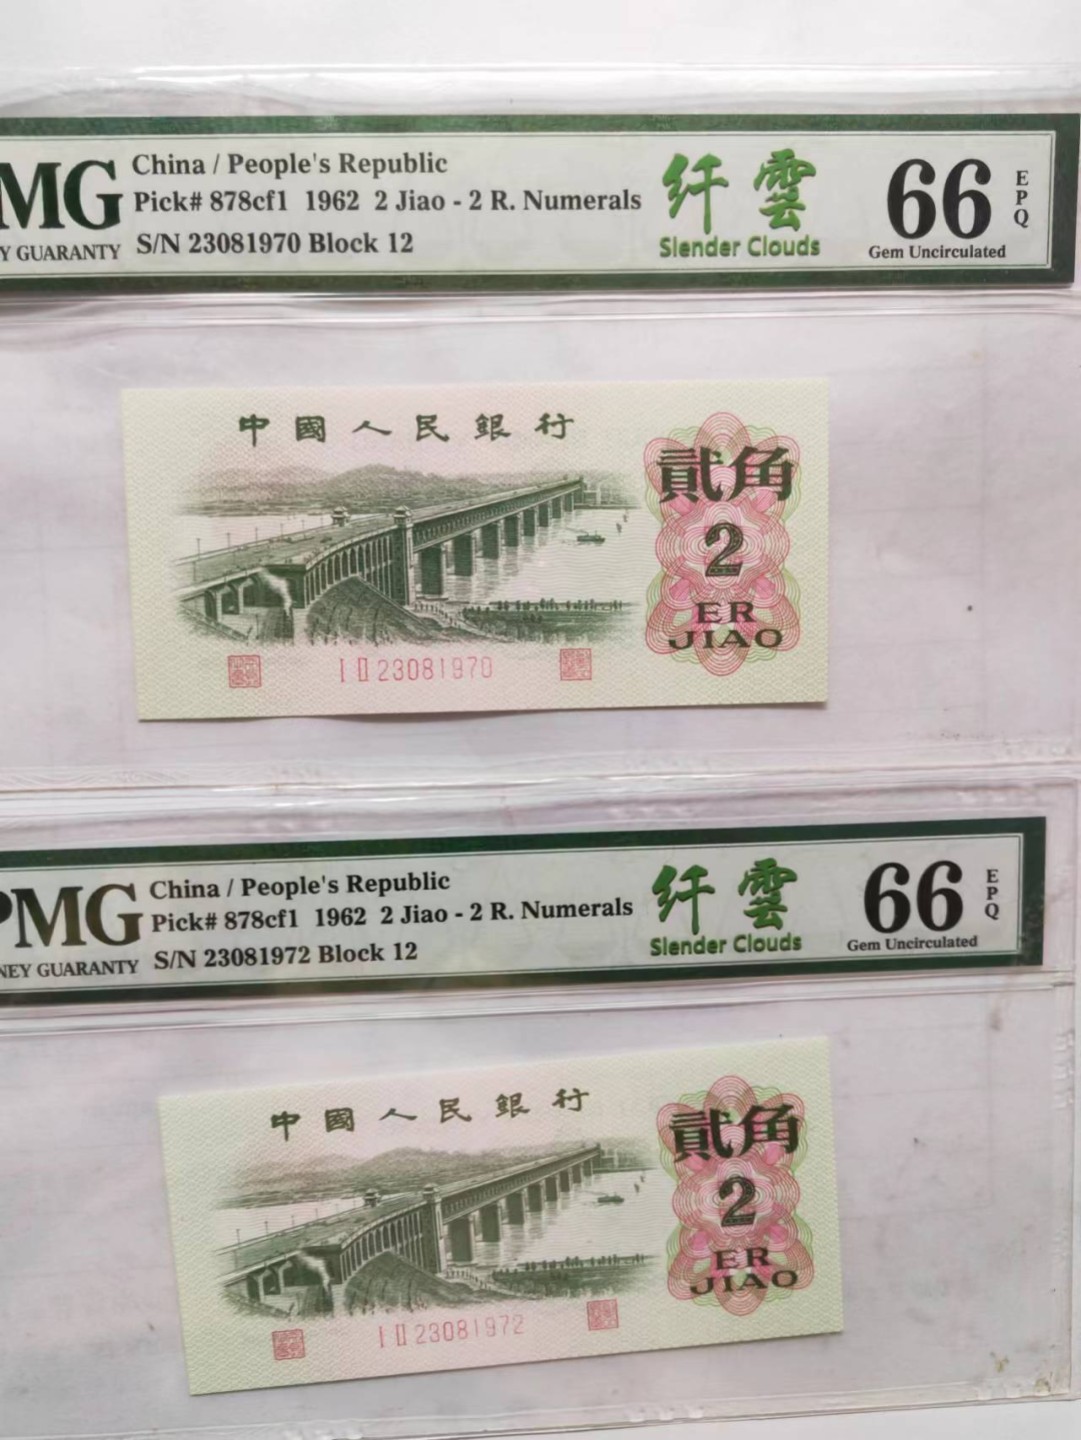 MG
Y GUARANTY
China / People's Republic
Pick# 878cf1 1962 2 Jiao - 2 R. Numerals
S/N 23081970 Block 12
纤雲
Slender Clouds
66
EPQ
Gem Uncirculated
中國人民銀行
貳角
2
ER
JIAO
I II 23081970
PMG
NEY GUARANTY
China / People's Republic
Pick# 878cf1 1962 2 Jiao - 2 R. Numerals
S/N 23081972 Block 12
纤雲
Slender Clouds
66
EPQ
Gem Uncirculated
中國人民銀行
貳角
2
ER
JIAO
I II 23081972